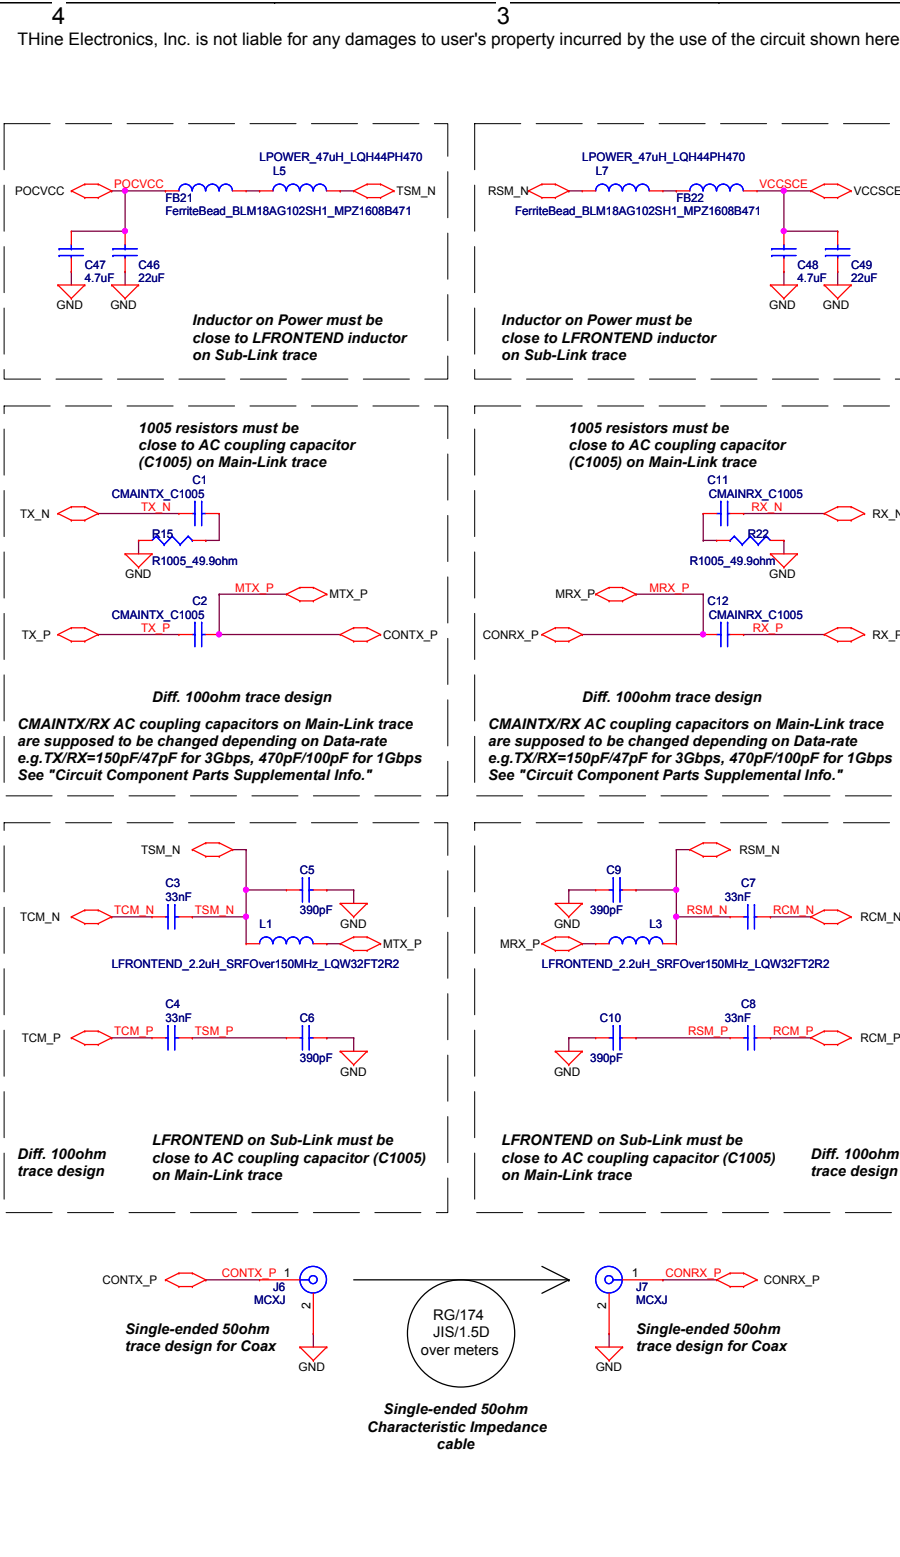 4
3
THine Electronics, Inc. is not liable for any damages to user's property incurred by the use of the circuit shown here
LPOWER_47uH_LQH44PH470
L5
POCVCC
POCVCC
TSM_N
FB21
FerriteBead_BLM18AG102SH1_MPZ1608B471
C47
4.7uF
C46
22uF
GND
GND
Inductor on Power must be
close to LFRONTEND inductor
on Sub-Link trace
LPOWER_47uH_LQH44PH470
L7
RSM_N
VCCSCE
VCCSCE
FB22
FerriteBead_BLM18AG102SH1_MPZ1608B471
C48
4.7uF
C49
22uF
GND
GND
Inductor on Power must be
close to LFRONTEND inductor
on Sub-Link trace
1005 resistors must be
close to AC coupling capacitor
(C1005) on Main-Link trace
C1
CMAINTX_C1005
TX_N
TX_N
R15
R1005_49.9ohm
GND
MTX_P
MTX_P
C2
CMAINTX_C1005
TX_P
TX_P
CONTX_P
Diff. 100ohm trace design
CMAINTX/RX AC coupling capacitors on Main-Link trace
are supposed to be changed depending on Data-rate
e.g.TX/RX=150pF/47pF for 3Gbps, 470pF/100pF for 1Gbps
See "Circuit Component Parts Supplemental Info."
1005 resistors must be
close to AC coupling capacitor
(C1005) on Main-Link trace
C11
CMAINRX_C1005
RX_N
RX_N
R22
R1005_49.9ohm
GND
MRX_P
MRX_P
C12
CMAINRX_C1005
CONRX_P
RX_P
RX_P
Diff. 100ohm trace design
CMAINTX/RX AC coupling capacitors on Main-Link trace
are supposed to be changed depending on Data-rate
e.g.TX/RX=150pF/47pF for 3Gbps, 470pF/100pF for 1Gbps
See "Circuit Component Parts Supplemental Info."
TSM_N
C3
33nF
C5
390pF
TCM_N
TCM_N
TSM_N
GND
L1
MTX_P
LFRONTEND_2.2uH_SRFOver150MHz_LQW32FT2R2
C4
33nF
C6
390pF
TCM_P
TCM_P
TSM_P
GND
Diff. 100ohm
trace design
LFRONTEND on Sub-Link must be
close to AC coupling capacitor (C1005)
on Main-Link trace
RSM_N
C9
390pF
C7
33nF
GND
RSM_N
RCM_N
RCM_N
L3
MRX_P
LFRONTEND_2.2uH_SRFOver150MHz_LQW32FT2R2
C10
390pF
C8
33nF
RSM_P
RCM_P
RCM_P
GND
LFRONTEND on Sub-Link must be
close to AC coupling capacitor (C1005)
on Main-Link trace
Diff. 100ohm
trace design
CONTX_P
CONTX_P
1
J6
MCXJ
2
GND
Single-ended 50ohm
trace design for Coax
RG/174
JIS/1.5D
over meters
Single-ended 50ohm
Characteristic Impedance
cable
1
CONRX_P
CONRX_P
J7
MCXJ
2
GND
Single-ended 50ohm
trace design for Coax